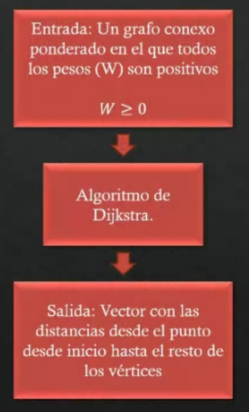 Entrada: Un grafo conexo
ponderado en el que todos
los pesos (W) son positivos
W ≥ 0
Algoritmo de
Dijkstra.
Salida: Vector con las
distancias desde el punto
desde inicio hasta el resto de
los vértices